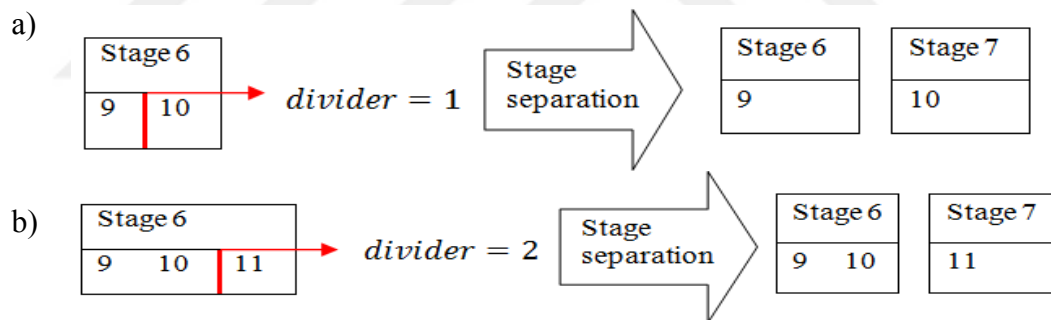 a)
Stage 6
9 10
divider = 1
Stage
separation
Stage 6
9
Stage 7
10
b)
Stage 6
9 10 11
divider = 2
Stage
separation
Stage 6
9 10
Stage 7
11